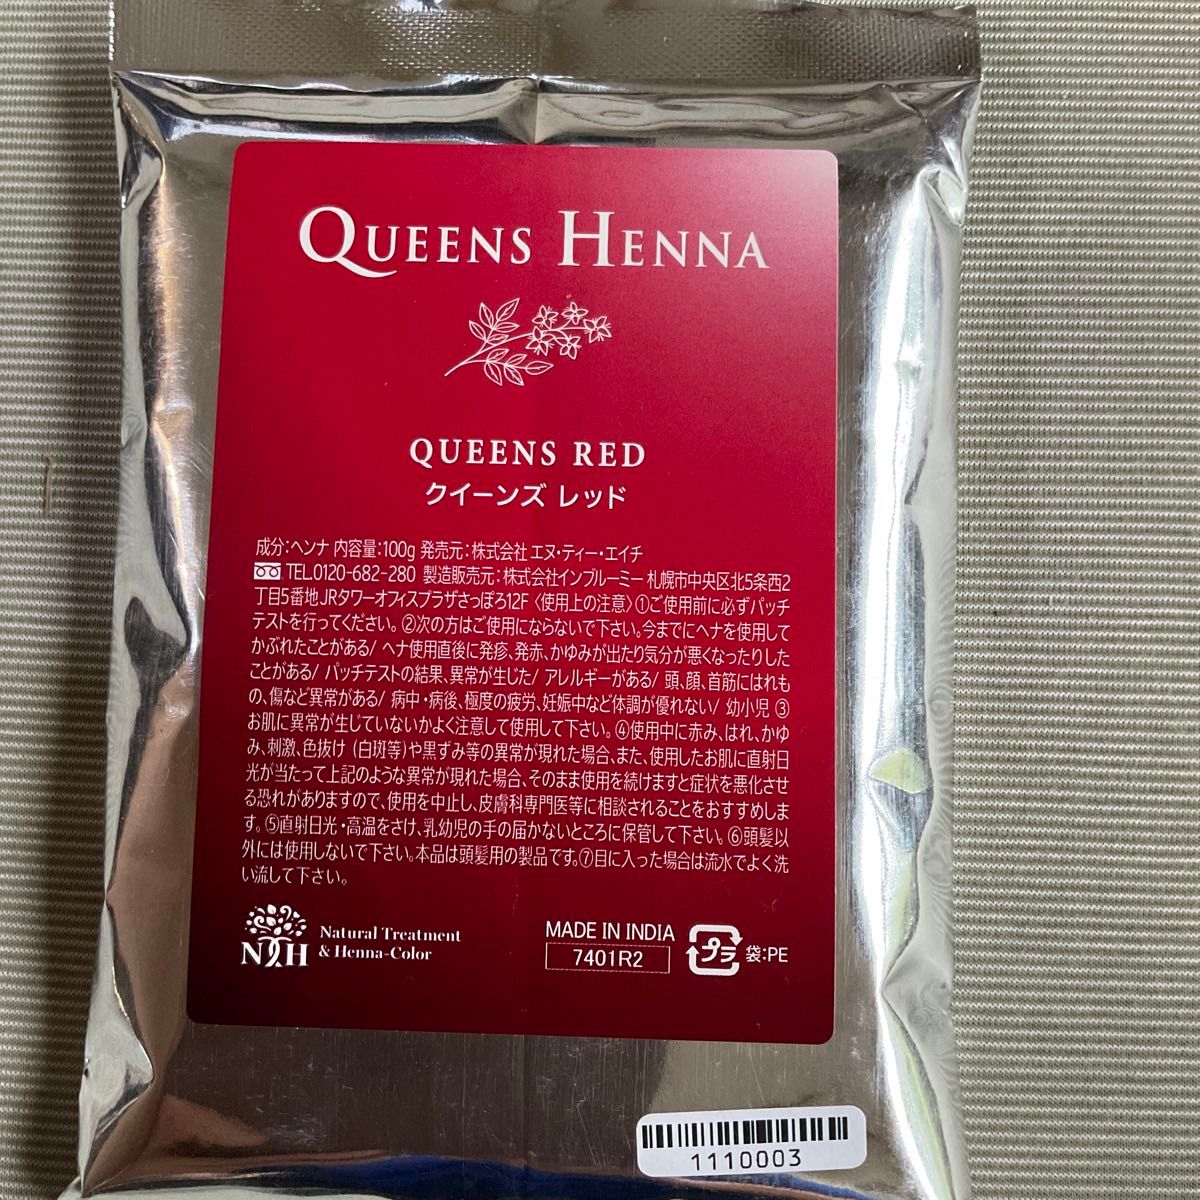 QUEENS HENNA
QUEENS RED
クイーンズ レッド
成分:ヘンナ 内容量:100g 発売元:株式会社 エヌ・ティー・エイチ
TEL.0120-682-280 製造販売元:株式会社インブルーミー 札幌市中央区北5条西2
丁目5番地JRタワーオフィスプラザさっぽろ12F〈使用上の注意〉①ご使用前に必ずパッチ
テストを行ってください。②次の方はご使用にならないで下さい。今までにヘナを使用して
かぶれたことがある/ ヘナ使用直後に発疹、発赤、かゆみが出たり気分が悪くなったりした
ことがある/ パッチテストの結果、異常が生じた/ アレルギーがある/ 頭、顔、首筋にはれも
の、傷など異常がある/ 病中・病後、極度の疲労、妊娠中など体調が優れない/ 幼小児 ③
お肌に異常が生じていないかよく注意して使用して下さい。④使用中に赤み、はれ、かゆ
み、刺激、色抜け（白斑等）や黒ずみ等の異常が現れた場合、また、使用したお肌に直射日
光が当たって上記のような異常が現れた場合、そのまま使用を続けますと症状を悪化させ
る恐れがありますので、使用を中止し、皮膚科専門医等に相談されることをおすすめしま
す。⑤直射日光・高温をさけ、乳幼児の手の届かないところに保管して下さい。⑥頭髪以
外には使用しないで下さい。本品は頭髪用の製品です。⑦目に入った場合は流水でよく洗
い流して下さい。
NTH
Natural Treatment
& Henna-Color
MADE IN INDIA
7401R2
プラ 袋:PE
1110003